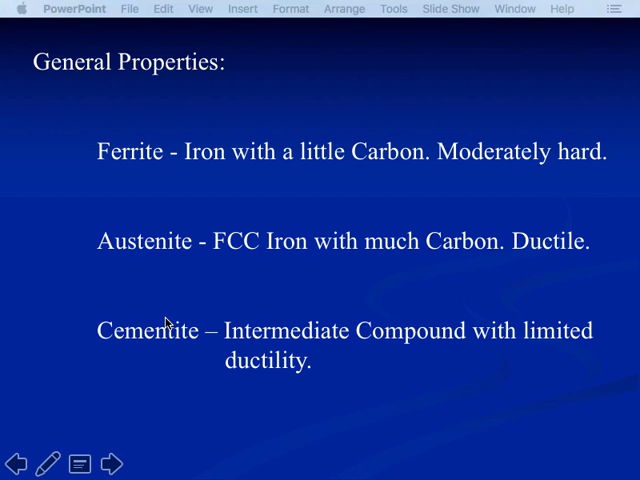 PowerPoint File Edit View Insert Format Arrange Tools Slide Show Window Help
General Properties:
Ferrite - Iron with a little Carbon. Moderately hard.
Austenite - FCC Iron with much Carbon. Ductile.
Cementite – Intermediate Compound with limited
ductility.